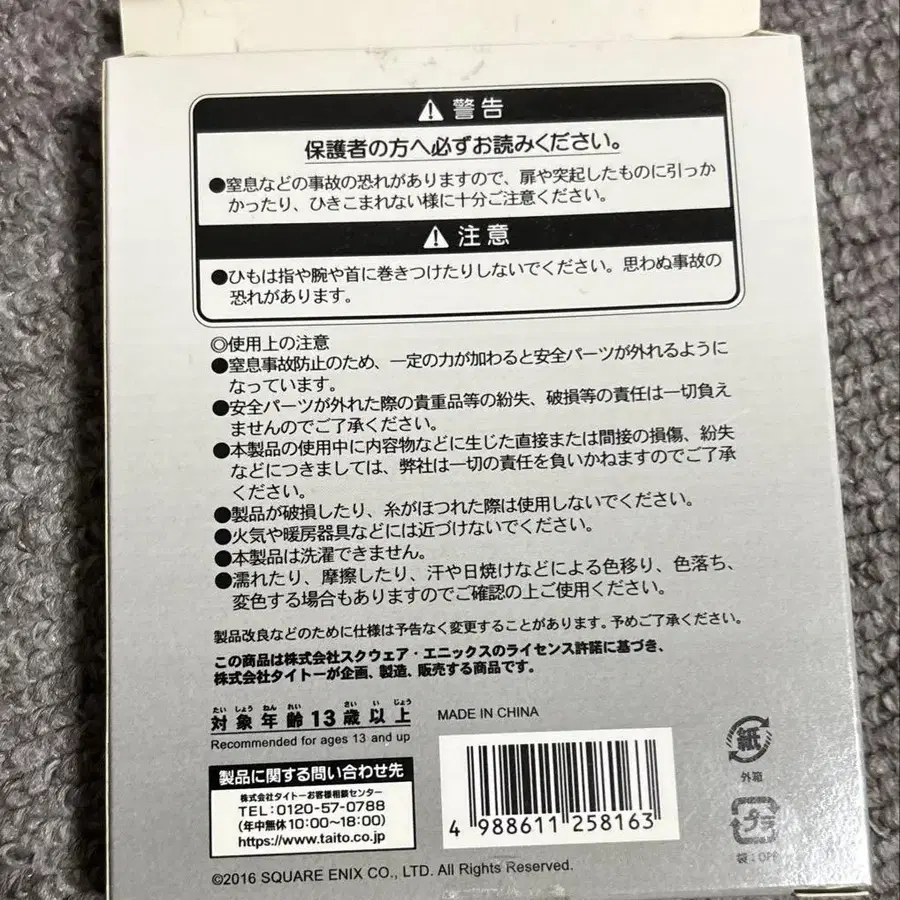 ⚠ 警告
保護者の方へ必ずお読みください。
●窒息などの事故の恐れがありますので、扉や突起したものに引っか
かったり、ひきこまれない様に十分ご注意ください。
⚠ 注意
●ひもは指や腕や首に巻きつけたりしないでください。思わぬ事故の
恐れがあります。
◎使用上の注意
●窒息事故防止のため、一定の力が加わると安全パーツが外れるように
なっています。
●安全パーツが外れた際の貴重品等の紛失、破損等の責任は一切負え
ませんのでご了承ください。
●本製品の使用中に内容物などに生じた直接または間接の損傷、紛失
などにつきましては、弊社は一切の責任を負いかねますのでご了承
ください。
●製品が破損したり、糸がほつれた際は使用しないでください。
●火気や暖房器具などには近づけないでください。
●本製品は洗濯できません。
●濡れたり、摩擦したり、汗や日焼けなどによる色移り、色落ち、
変色する場合もありますのでご確認の上ご使用ください。
製品改良などのために仕様は予告なく変更することがあります。予めご了承ください。
この商品は株式会社スクウェア・エニックスのライセンス許諾に基づき、
株式会社タイトーが企画、製造、販売する商品です。
たい しょう ねん れい さい い じょう
対象年齢13歳以上
Recommended for ages 13 and up
MADE IN CHINA
製品に関する問い合わせ先
株式会社タイトーお客様相談センター
TEL:0120-57-0788
(年中無休10:00~18:00)
https://www.taito.co.jp
4 988611 258163
紙
外箱
プラ
袋:OPP
©2016 SQUARE ENIX CO., LTD. All Rights Reserved.